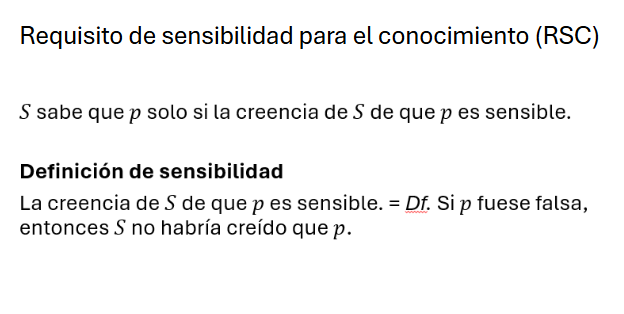 Requisito de sensibilidad para el conocimiento (RSC)
S sabe que p solo si la creencia de S de que p es sensible.
Definición de sensibilidad
La creencia de S de que p es sensible. = Df. Si p fuese falsa,
entonces S no habría creído que p.